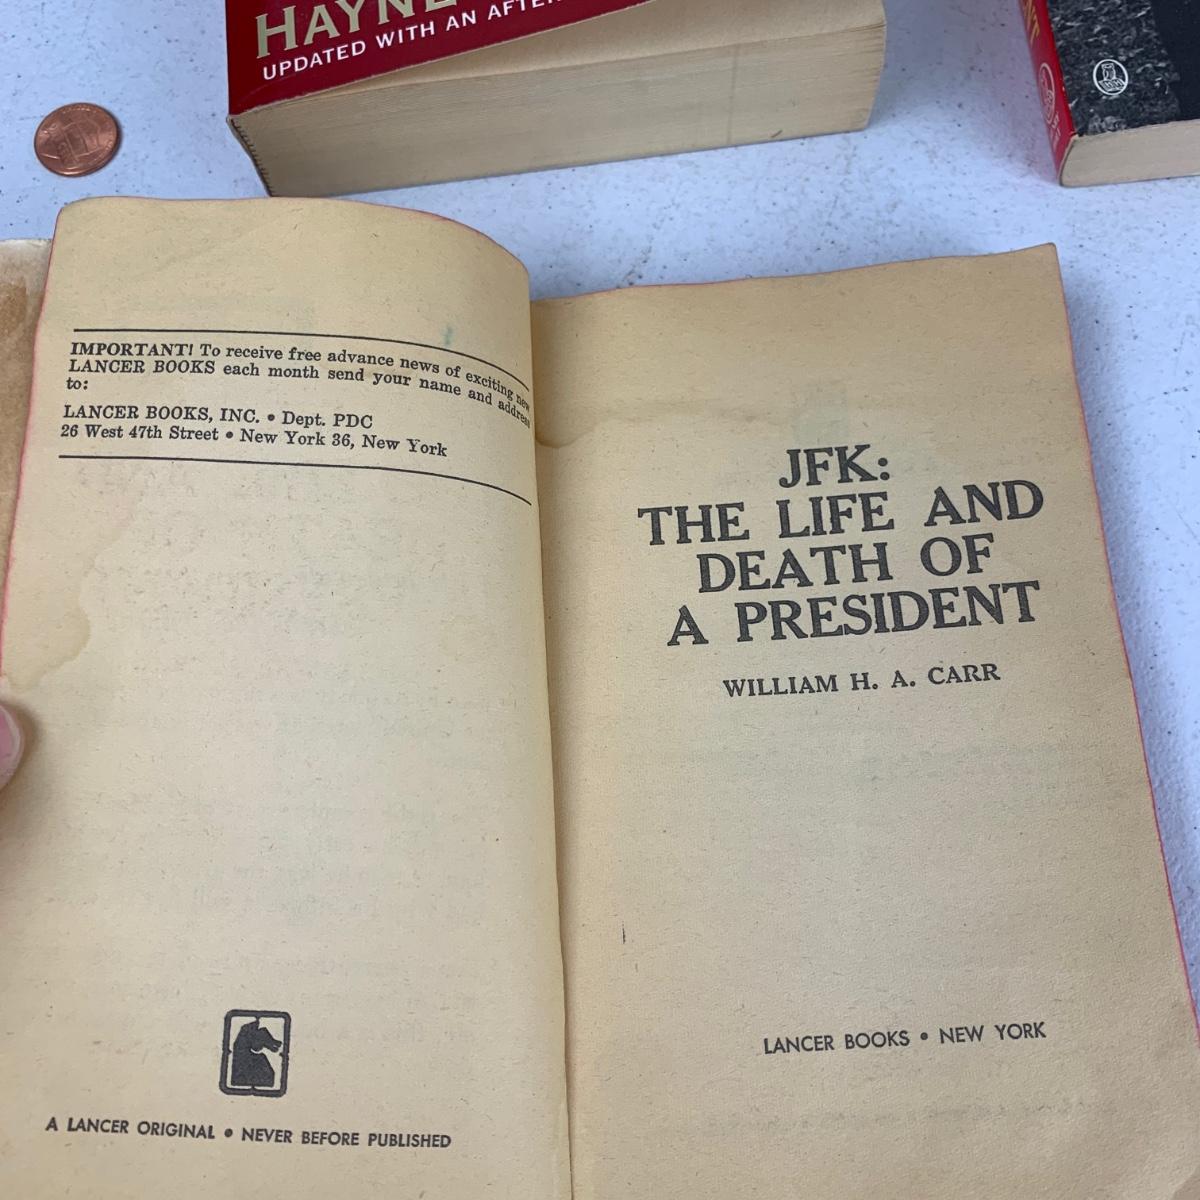 HAYNE
UPDATED WITH AN AFTER
IMPORTANT! To receive free advance news of exciting new
LANCER BOOKS each month send your name and address
to:
LANCER BOOKS, INC. • Dept. PDC
26 West 47th Street • New York 36, New York
A LANCER ORIGINAL • NEVER BEFORE PUBLISHED
JFK:
THE LIFE AND
DEATH OF
A PRESIDENT
WILLIAM H. A. CARR
LANCER BOOKS • NEW YORK